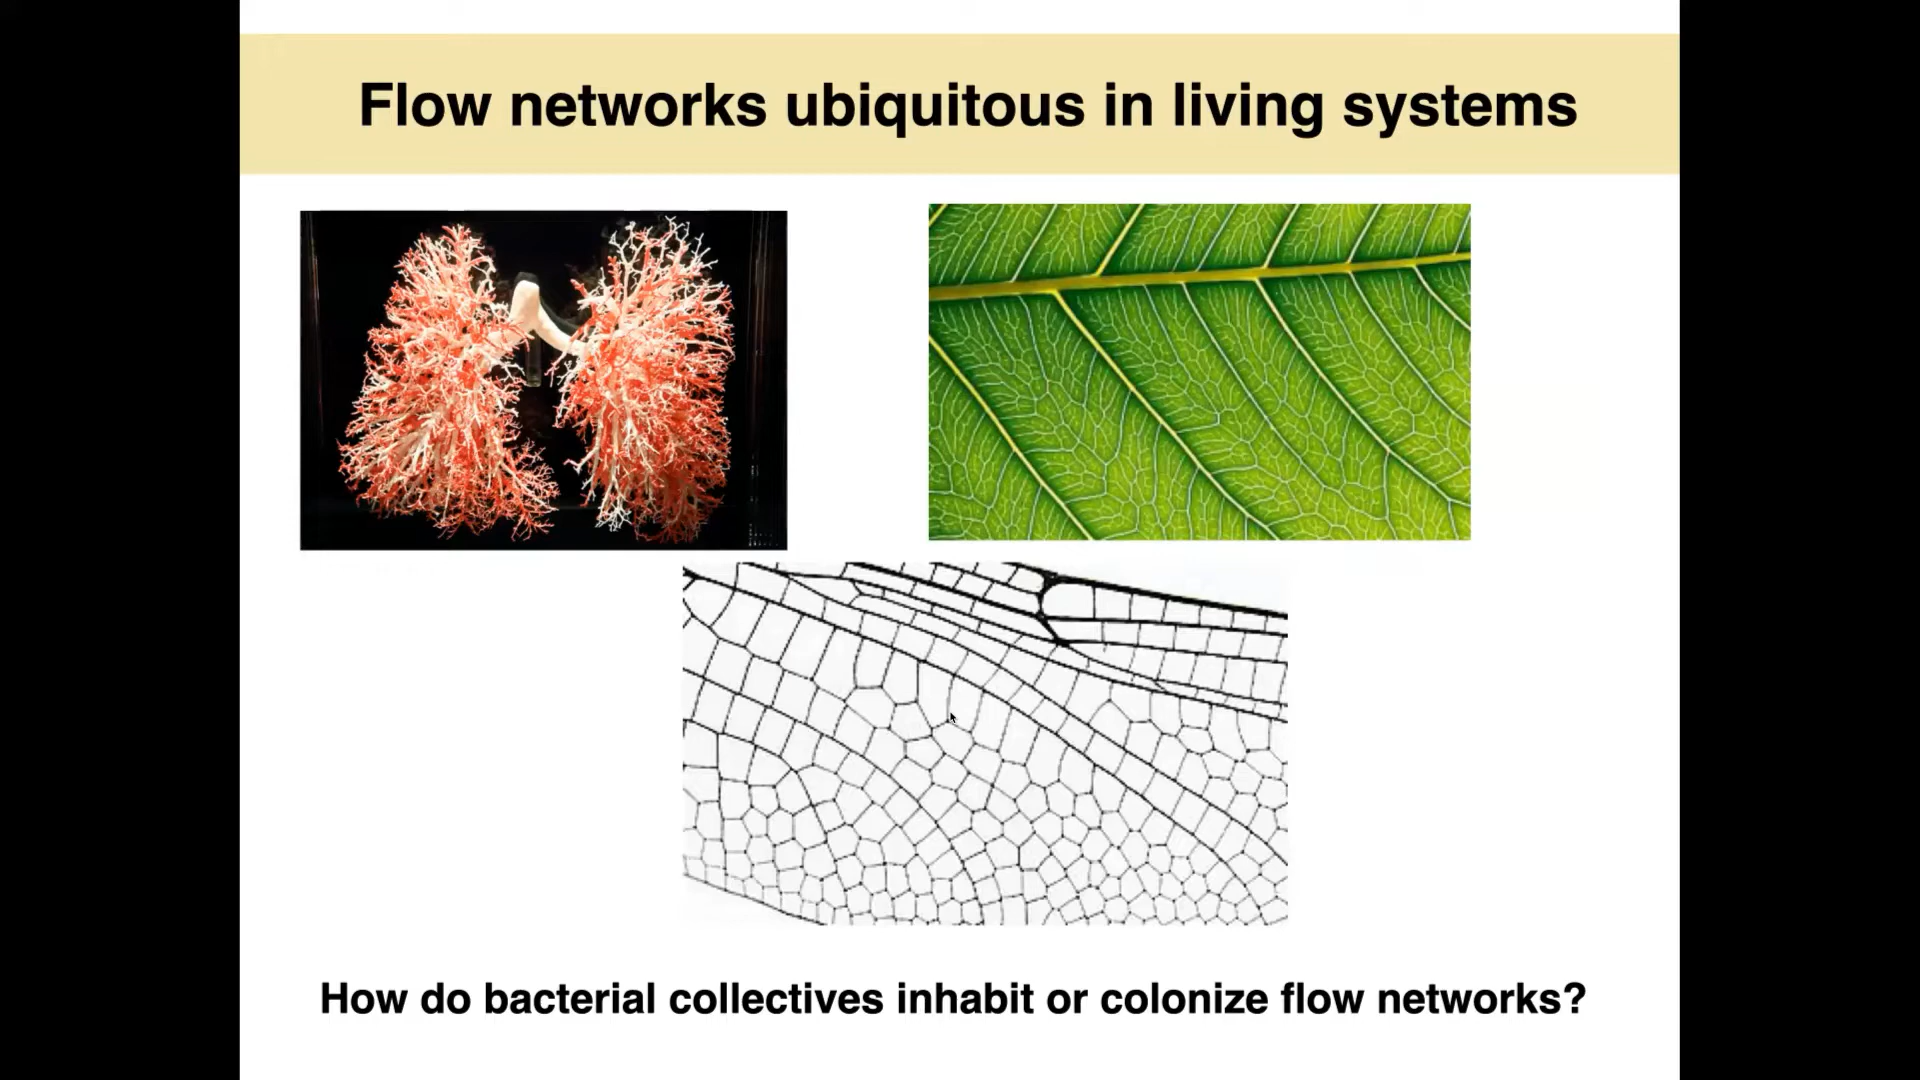 Flow networks ubiquitous in living systems
How do bacterial collectives inhabit or colonize flow networks?